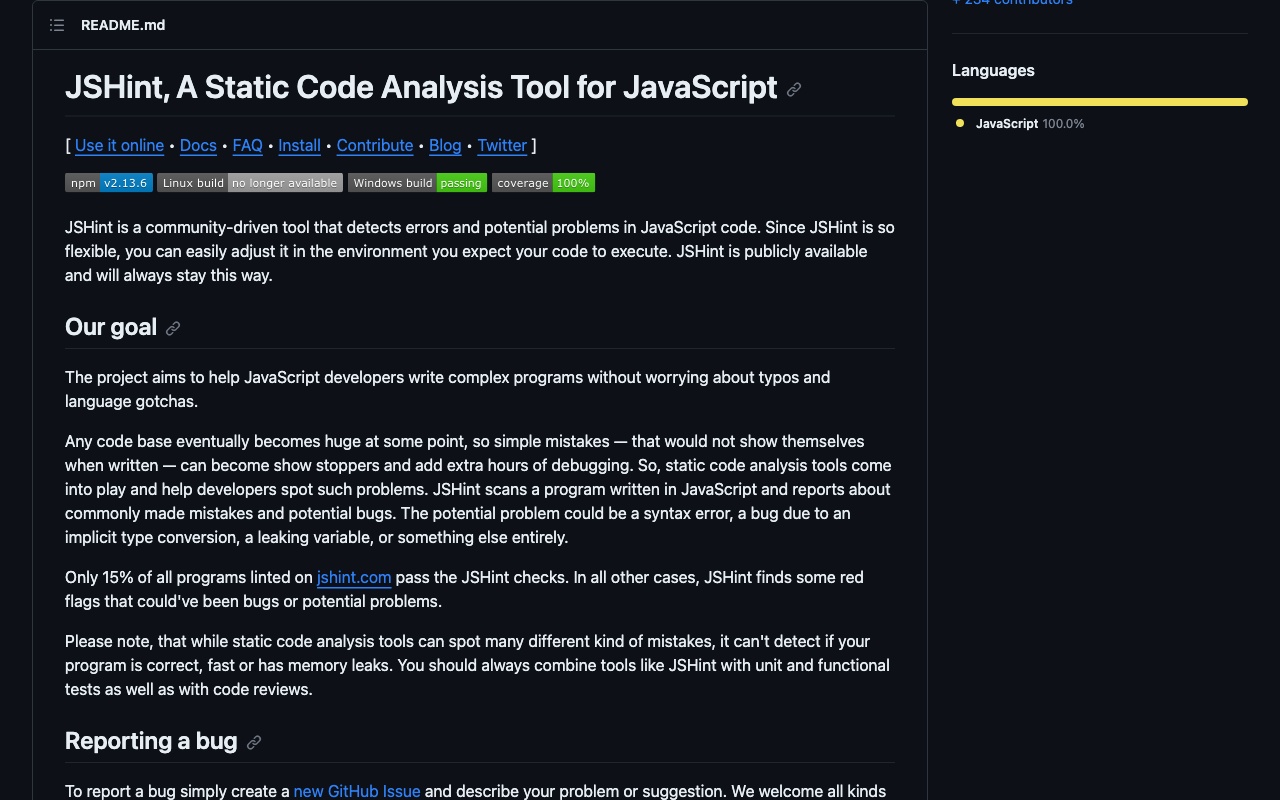 + 254 contributors
README.md
Languages
JSHint, A Static Code Analysis Tool for JavaScript
JavaScript 100.0%
[ Use it online • Docs • FAQ • Install • Contribute • Blog • Twitter ]
npm v2.13.6 Linux build no longer available Windows build passing coverage 100%
JSHint is a community-driven tool that detects errors and potential problems in JavaScript code. Since JSHint is so
flexible, you can easily adjust it in the environment you expect your code to execute. JSHint is publicly available
and will always stay this way.
Our goal
The project aims to help JavaScript developers write complex programs without worrying about typos and
language gotchas.
Any code base eventually becomes huge at some point, so simple mistakes — that would not show themselves
when written — can become show stoppers and add extra hours of debugging. So, static code analysis tools come
into play and help developers spot such problems. JSHint scans a program written in JavaScript and reports about
commonly made mistakes and potential bugs. The potential problem could be a syntax error, a bug due to an
implicit type conversion, a leaking variable, or something else entirely.
Only 15% of all programs linted on jshint.com pass the JSHint checks. In all other cases, JSHint finds some red
flags that could've been bugs or potential problems.
Please note, that while static code analysis tools can spot many different kind of mistakes, it can't detect if your
program is correct, fast or has memory leaks. You should always combine tools like JSHint with unit and functional
tests as well as with code reviews.
Reporting a bug
To report a bug simply create a new GitHub Issue and describe your problem or suggestion. We welcome all kinds